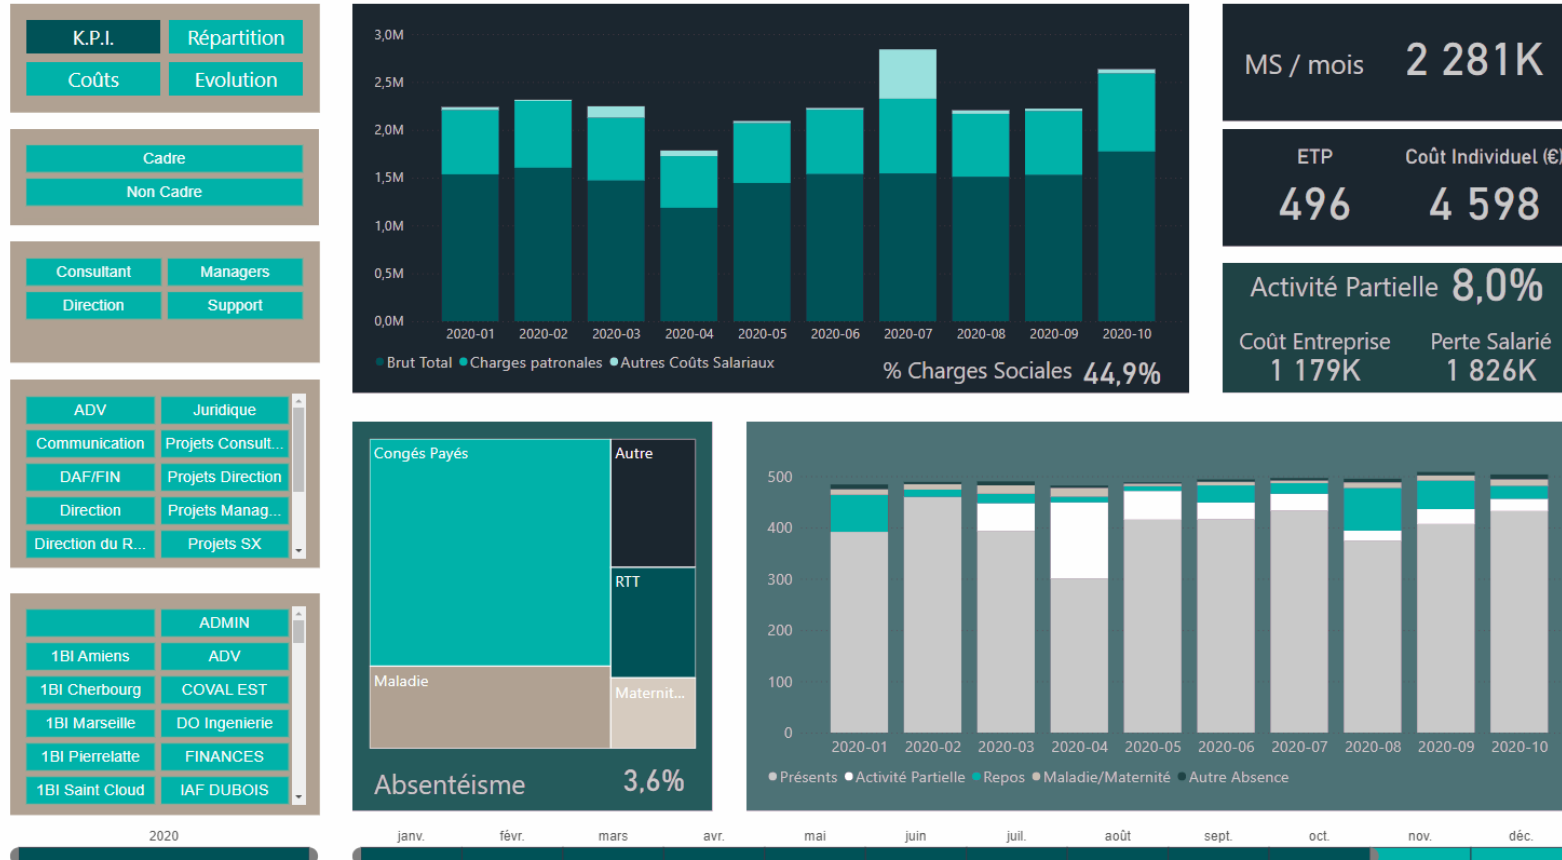 K.P.I. Répartition
Coûts Evolution
Cadre
Non Cadre
Consultant Managers
Direction Support
ADV Juridique
Communication Projets Consult...
DAF/FIN Projets Direction
Direction Projets Manag...
Direction du R... Projets SX
ADMIN
1BI Amiens ADV
1BI Cherbourg COVAL EST
1BI Marseille DO Ingenierie
1BI Pierrelatte FINANCES
1BI Saint Cloud IAF DUBOIS
2020
3,0M
2,5M
2,0M
1,5M
1,0M
0,5M
0,0M
2020-01 2020-02 2020-03 2020-04 2020-05 2020-06 2020-07 2020-08 2020-09 2020-10
Brut Total Charges patronales Autres Coûts Salariaux
% Charges Sociales 44,9%
MS / mois 2 281K
ETP Coût Individuel (€)
496 4 598
Activité Partielle 8,0%
Coût Entreprise Perte Salarié
1 179K 1 826K
Congés Payés
Autre
RTT
Maladie
Maternit...
Absentéisme 3,6%
500
400
300
200
100
0
2020-01 2020-02 2020-03 2020-04 2020-05 2020-06 2020-07 2020-08 2020-09 2020-10
Présents Activité Partielle Repos Maladie/Maternité Autre Absence
janv. févr. mars avr. mai juin juil. août sept. oct. nov. déc.